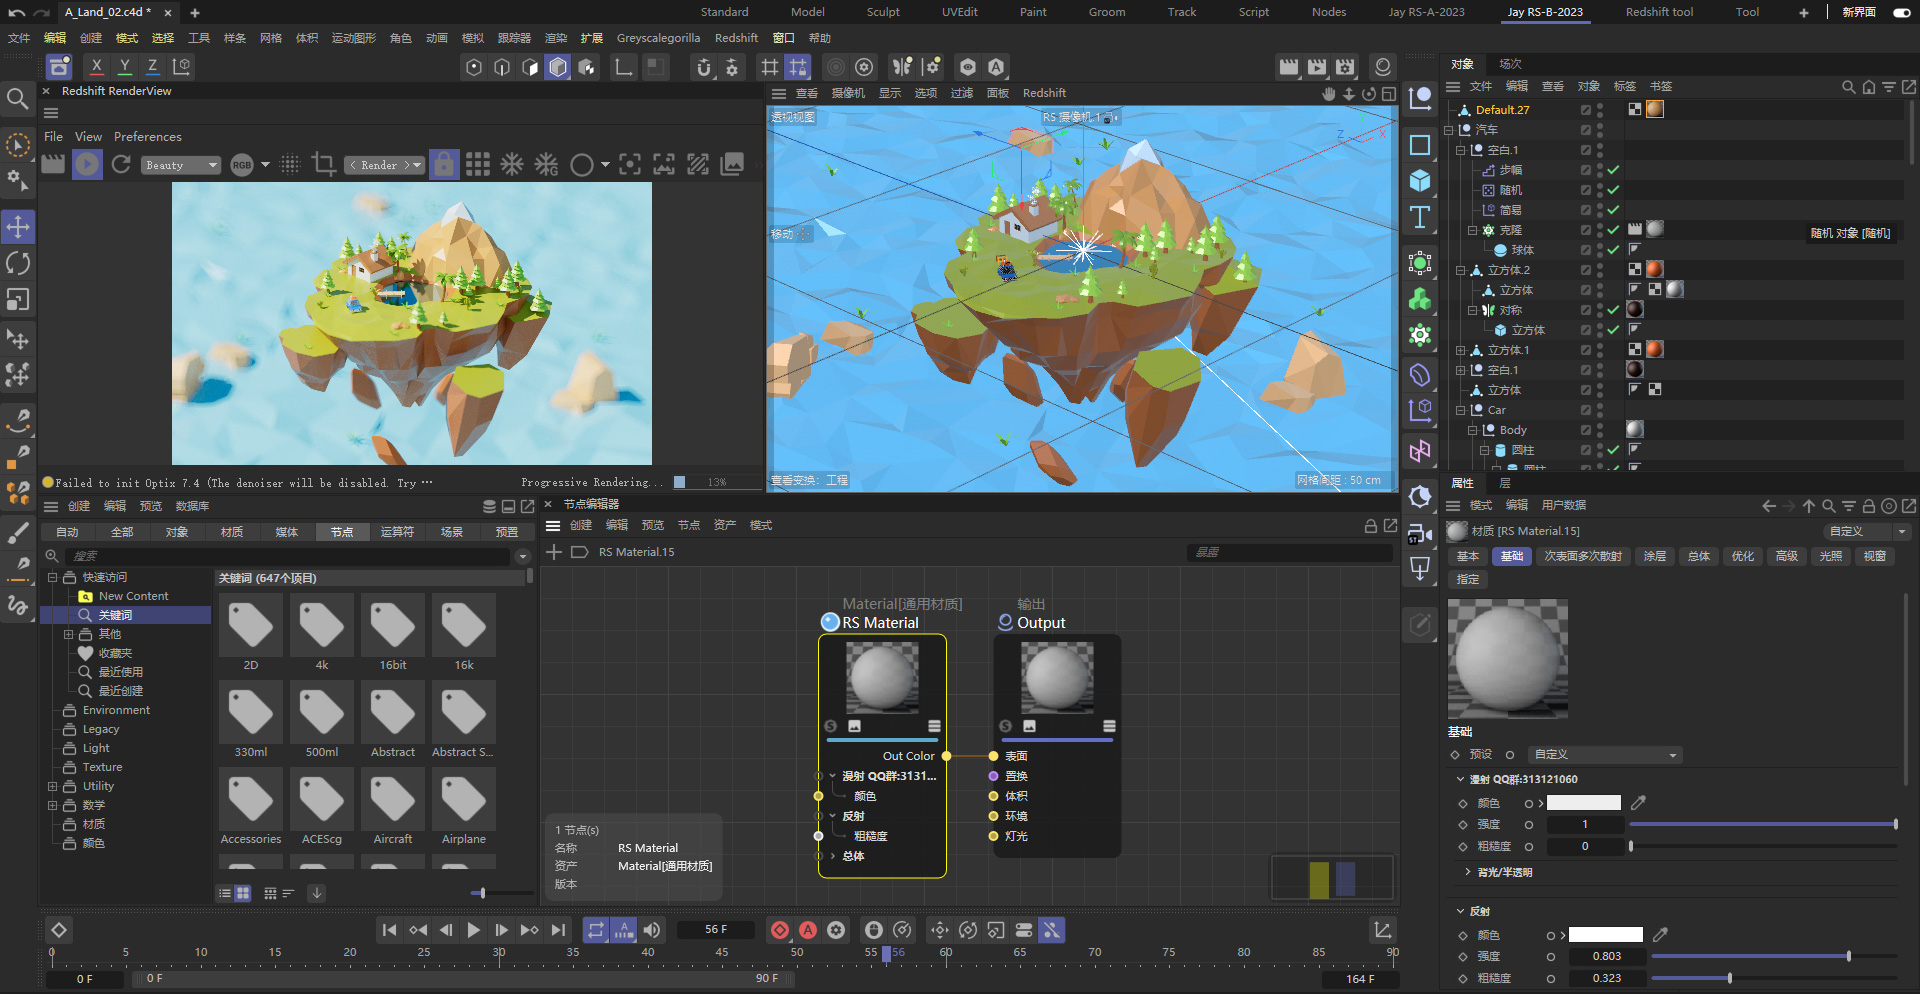 A_Land_02.c4d *
Standard
Model
Sculpt
UVEdit
Paint
Groom
Track
Script
Nodes
Jay RS-A-2023
Jay RS-B-2023
Redshift tool
Tool
新界面
文件
编辑
创建
模式
选择
工具
样条
网格
体积
运动图形
角色
动画
模拟
跟踪器
渲染
扩展
Greyscalegorilla
Redshift
窗口
帮助
X
Y
Z
Redshift RenderView
File
View
Preferences
Beauty
RGB
< Render >
Failed to init Optix 7.4 (The denoiser will be disabled. Try ...
Progressive Rendering...
13%
查看
摄像机
显示
选项
过滤
面板
Redshift
透视视图
RS 摄像机.1
移动
查看变换: 工程
网格间距 : 50 cm
对象
场次
文件
编辑
查看
对象
标签
书签
Default.27
汽车
空白.1
步幅
随机
简易
克隆
随机 对象 [随机]
球体
立方体.2
立方体
对称
立方体
立方体.1
空白.1
立方体
Car
Body
圆柱
创建
编辑
预览
数据库
自动
全部
对象
材质
媒体
节点
运算符
场景
预置
搜索
快速访问
New Content
关键词
其他
收藏夹
最近使用
最近创建
Environment
Legacy
Light
Texture
Utility
数学
材质
颜色
关键词 (647个项目)
2D
4k
16bit
16k
330ml
500ml
Abstract
Abstract S...
Accessories
ACEScg
Aircraft
Airplane
节点编辑器
创建
编辑
预览
节点
资产
模式
RS Material.15
Material[通用材质]
RS Material
Out Color
漫射 QQ群:3131...
颜色
反射
粗糙度
总体
输出
Output
表面
置换
体积
环境
灯光
1 节点(s)
名称
RS Material
资产
Material[通用材质]
版本
属性
层
模式
编辑
用户数据
材质 [RS Material.15]
自定义
基本
基础
次表面多次散射
涂层
总体
优化
高级
光照
视窗
指定
基础
预设
自定义
漫射 QQ群:313121060
颜色
强度
1
粗糙度
0
背光/半透明
反射
颜色
强度
0.803
粗糙度
0.323
56 F
0
5
10
15
20
25
30
35
40
45
50
55
56
60
65
70
75
80
85
90
0 F
0 F
90 F
164 F